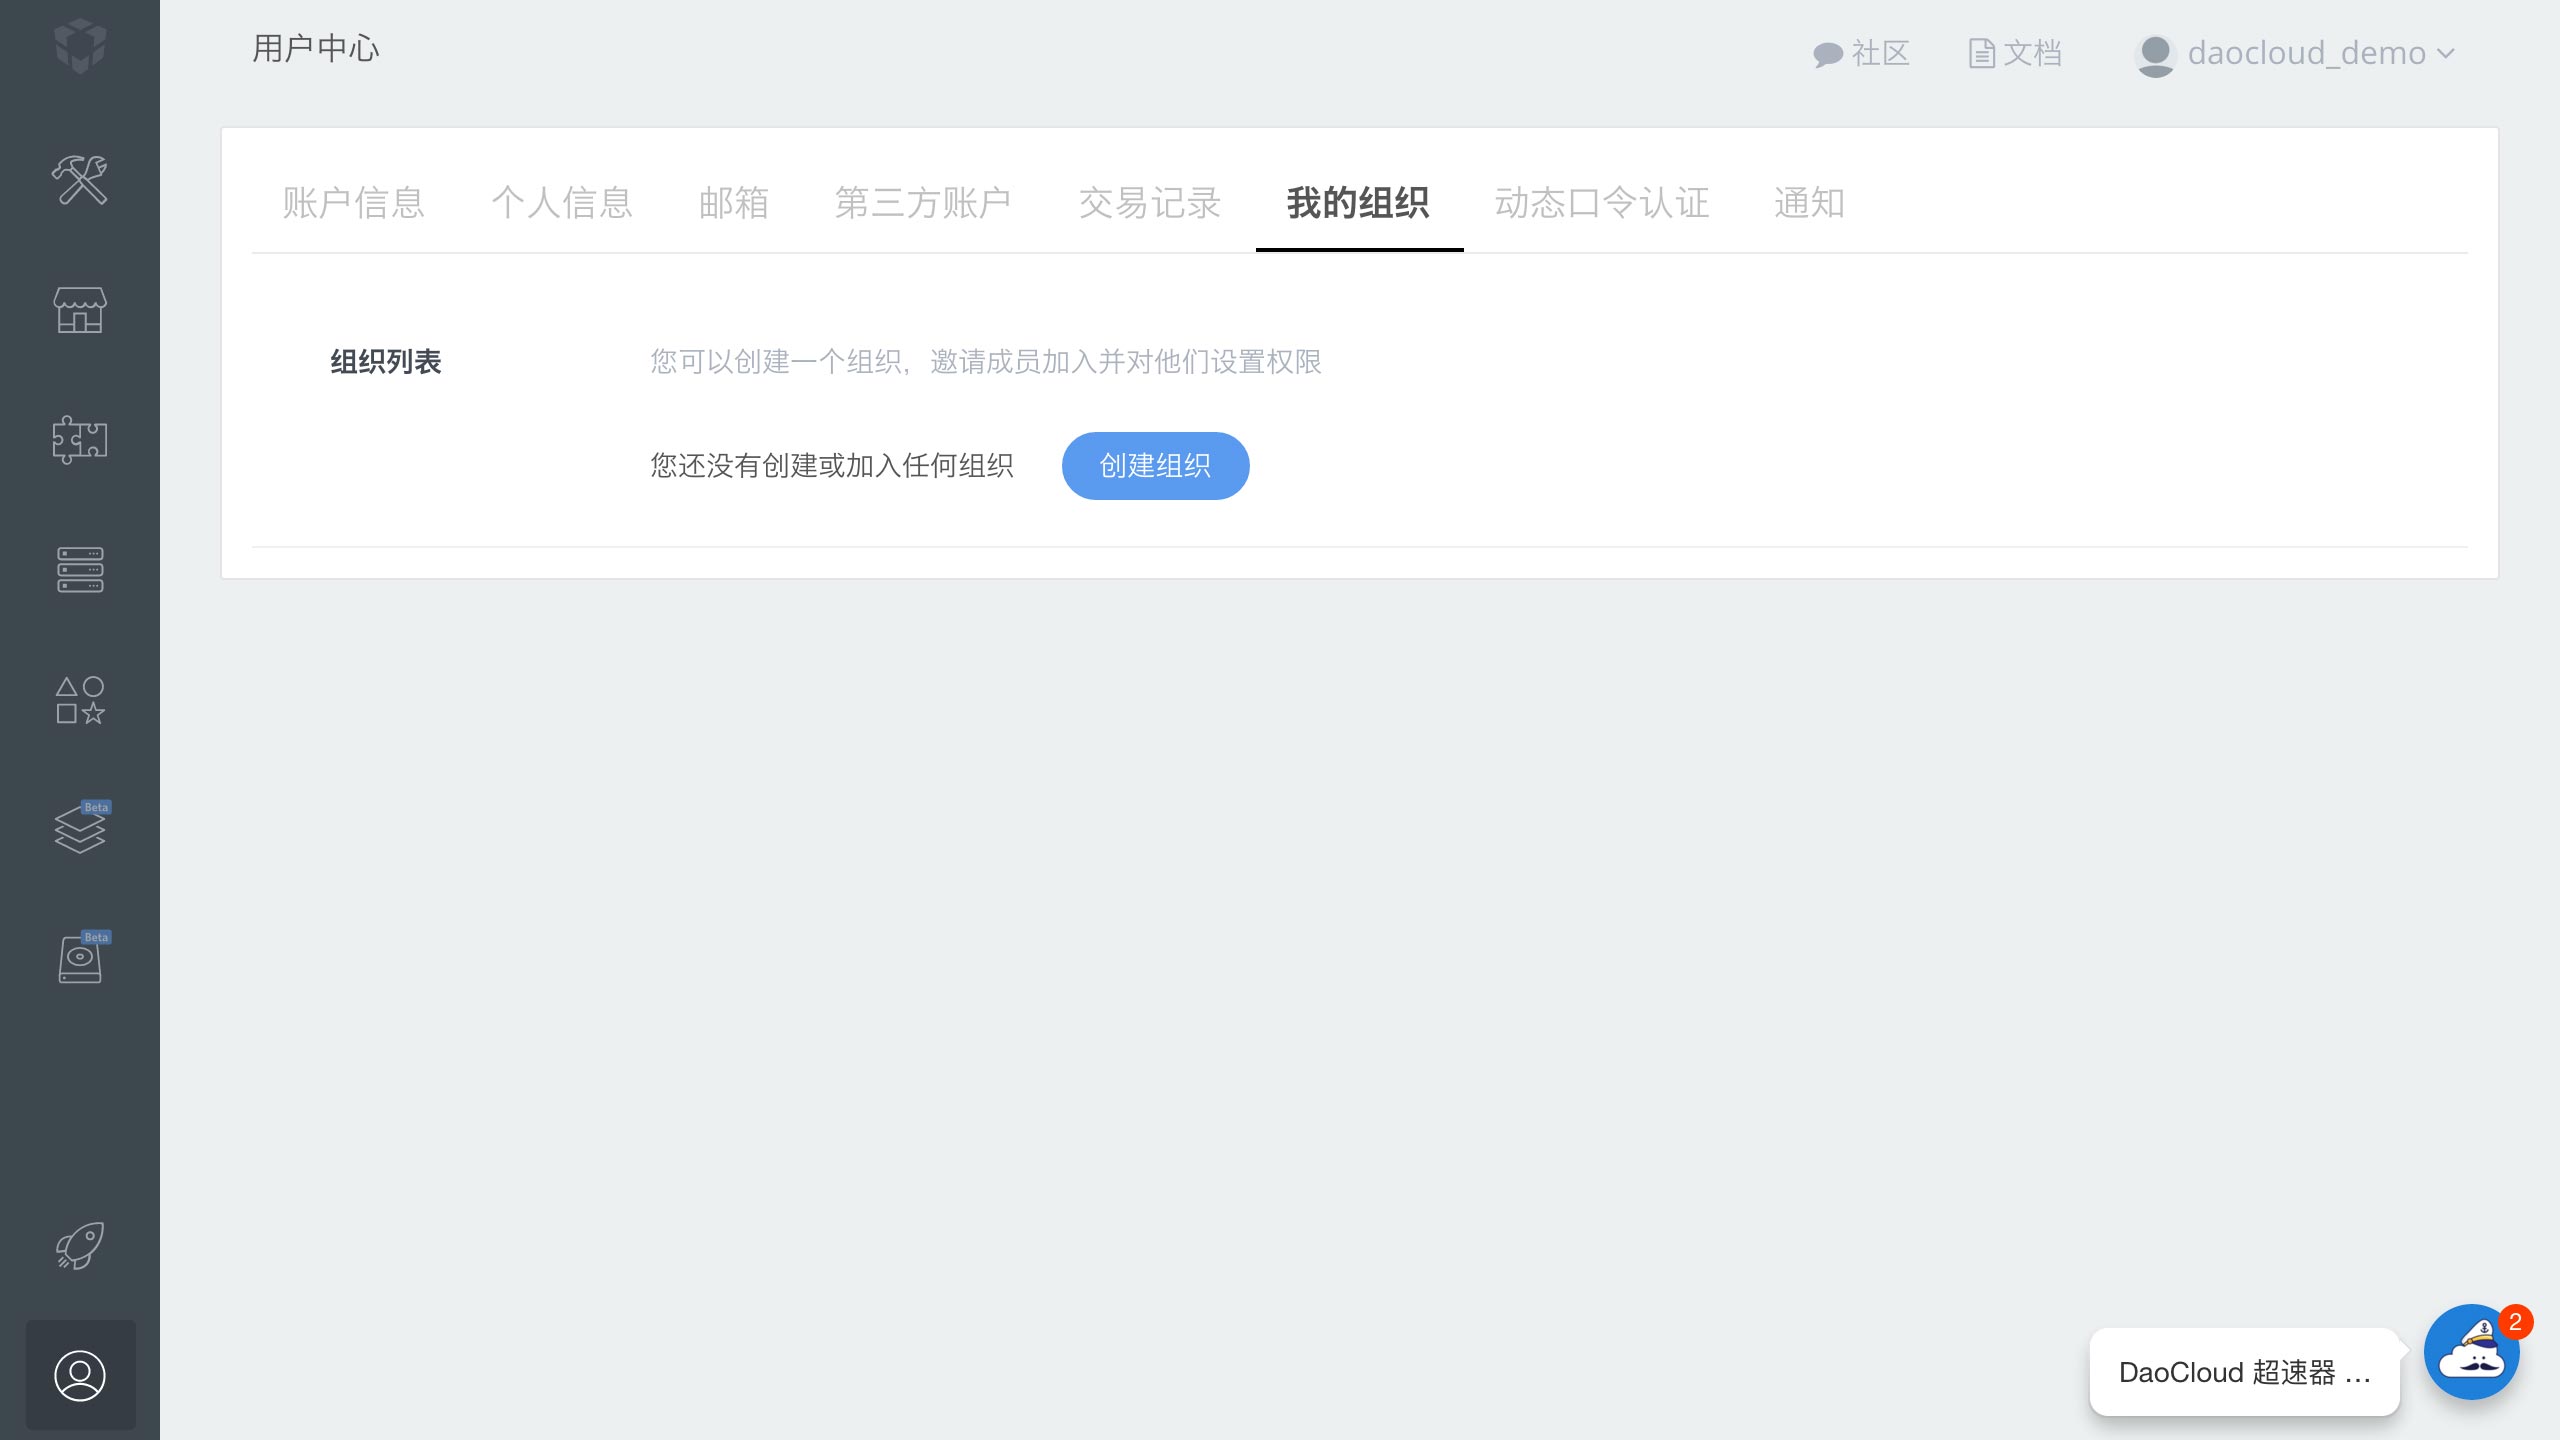 用户中心
社区
文档
daocloud_demo
账户信息 个人信息 邮箱 第三方账户 交易记录 我的组织 动态口令认证 通知
组织列表
您可以创建一个组织，邀请成员加入并对他们设置权限
您还没有创建或加入任何组织
创建组织
Beta
Beta
2
DaoCloud 超速器 ...